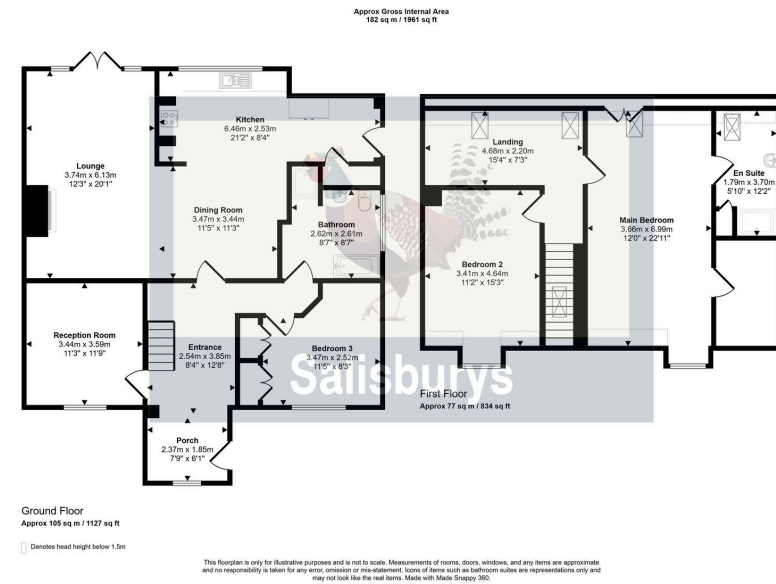 Approx Gross Internal Area
182 sq m / 1961 sq ft
Lounge
3.74m x 6.13m
12'3" x 20'1"
Kitchen
6.46m x 2.53m
21'2" x 8'4"
Dining Room
3.47m x 3.44m
11'5" x 11'3"
Bathroom
2.62m x 2.61m
8'7" x 8'7"
Reception Room
3.44m x 3.59m
11'3" x 11'9"
Entrance
2.54m x 3.85m
8'4" x 12'8"
Bedroom 3
3.47m x 2.52m
11'5" x 8'3"
Porch
2.37m x 1.85m
7'9" x 6'1"
Landing
4.68m x 2.20m
15'4" x 7'3"
En Suite
1.79m x 3.70m
5'10" x 12'2"
Main Bedroom
3.66m x 6.99m
12'0" x 22'11"
Bedroom 2
3.41m x 4.64m
11'2" x 15'3"
Salisburys
First Floor
Approx 77 sq m / 834 sq ft
Ground Floor
Approx 105 sq m / 1127 sq ft
Denotes head height below 1.5m
This floorplan is only for illustrative purposes and is not to scale. Measurements of rooms, doors, windows, and any items are approximate
and no responsibility is taken for any error, omission or mis-statement. Icons of items such as bathroom suites are representations only and
may not look like the real items. Made with Made Snappy 360.